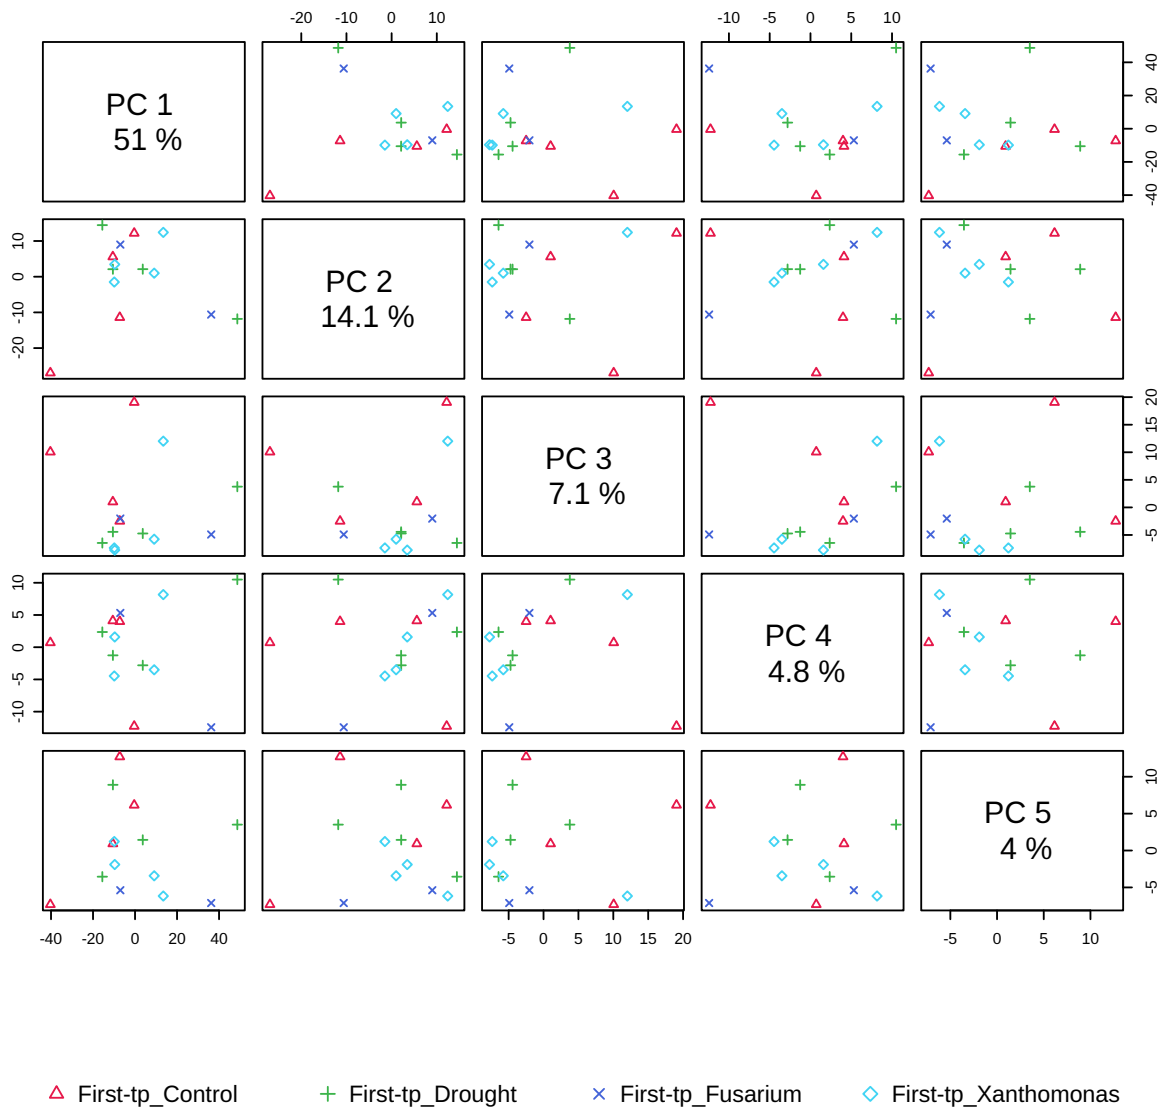 -20 -10 0 10
-10 -5 0 5 10
PC 1
51 %
-40 -20 0 20 40
-20 -10 0 10
PC 2
14.1 %
PC 3
7.1 %
-5 0 5 10 15 20
-10 -5 0 5 10
PC 4
4.8 %
PC 5
4 %
-5 0 5 10
-40 -20 0 20 40
-5 0 5 10 15 20
-5 0 5 10
First-tp_Control First-tp_Drought First-tp_Fusarium First-tp_Xanthomonas